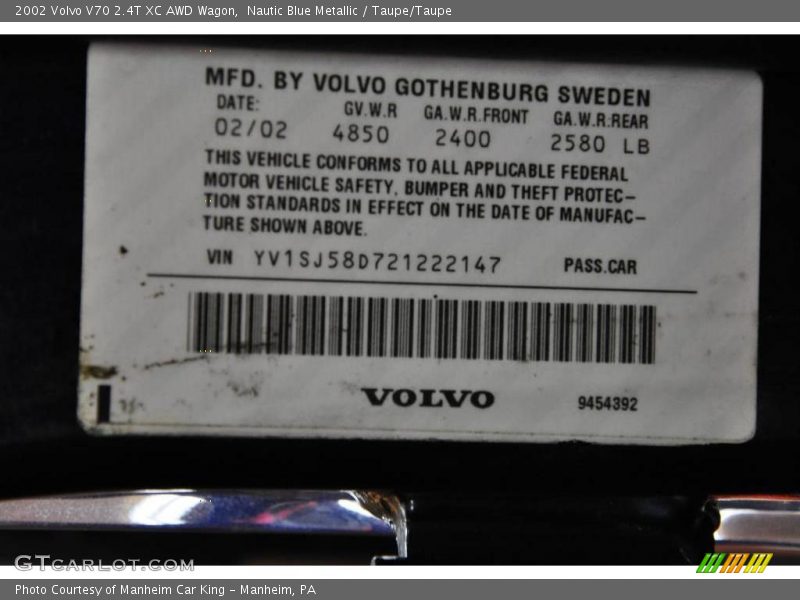 2002 Volvo V70 2.4T XC AWD Wagon,  Nautic Blue Metallic / Taupe/Taupe
MFD. BY VOLVO GOTHENBURG SWEDEN
DATE: GV.W.R GA.W.R.FRONT GA.W.R.REAR
02/02 4850 2400 2580 LB
THIS VEHICLE CONFORMS TO ALL APPLICABLE FEDERAL
MOTOR VEHICLE SAFETY, BUMPER AND THEFT PROTEC-
TION STANDARDS IN EFFECT ON THE DATE OF MANUFAC-
TURE SHOWN ABOVE.
VIN YV1SJ58D721222147 PASS.CAR
VOLVO 9454392
GTCARLOT.COM
Photo Courtesy of Manheim Car King - Manheim, PA